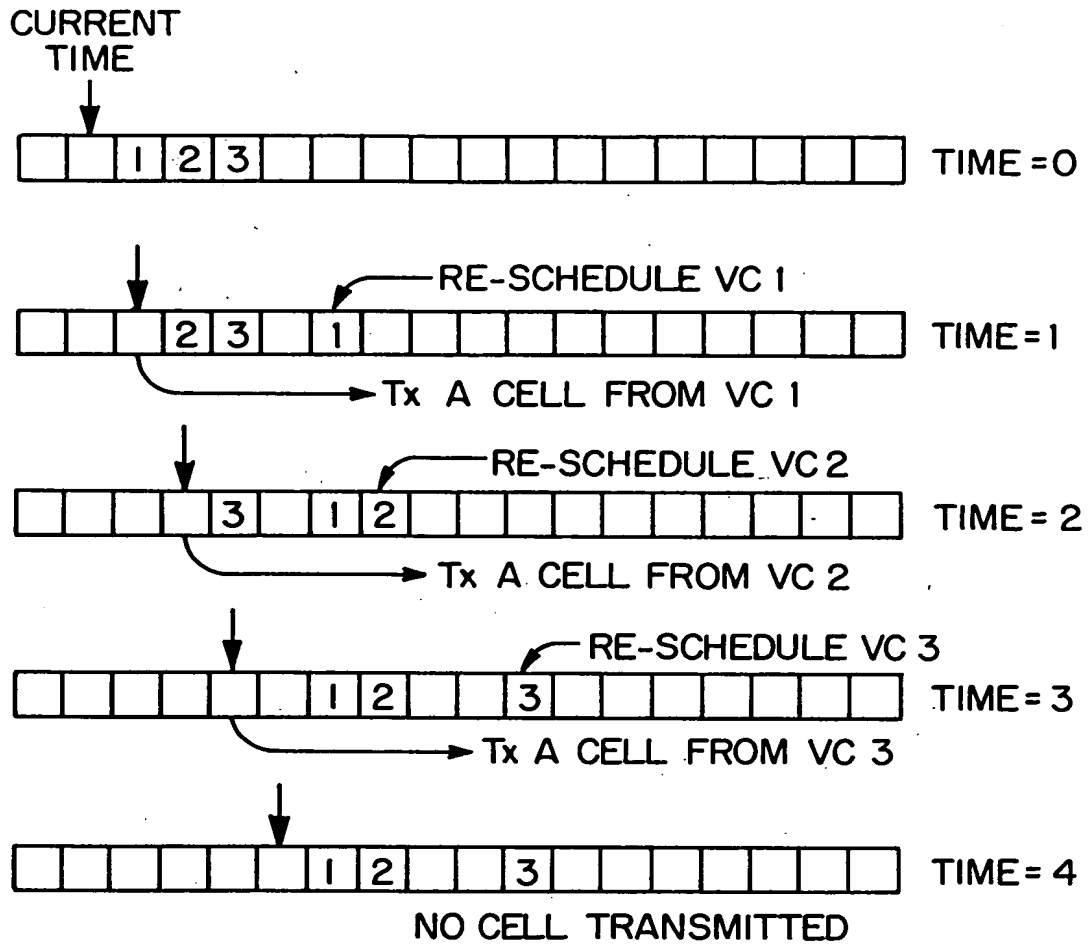 CURRENT
TIME
1 2 3 TIME=0
RE-SCHEDULE VC 1
2 3 1 TIME=1
Tx A CELL FROM VC 1
RE-SCHEDULE VC 2
3 1 2 TIME=2
Tx A CELL FROM VC 2
RE-SCHEDULE VC 3
1 2 3 TIME=3
Tx A CELL FROM VC 3
1 2 3 TIME=4
NO CELL TRANSMITTED